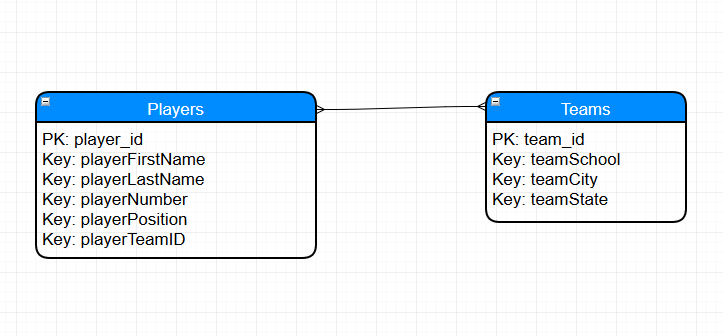 Players
PK: player_id
Key: playerFirstName
Key: playerLastName
Key: playerNumber
Key: playerPosition
Key: playerTeamID
Teams
PK: team_id
Key: teamSchool
Key: teamCity
Key: teamState